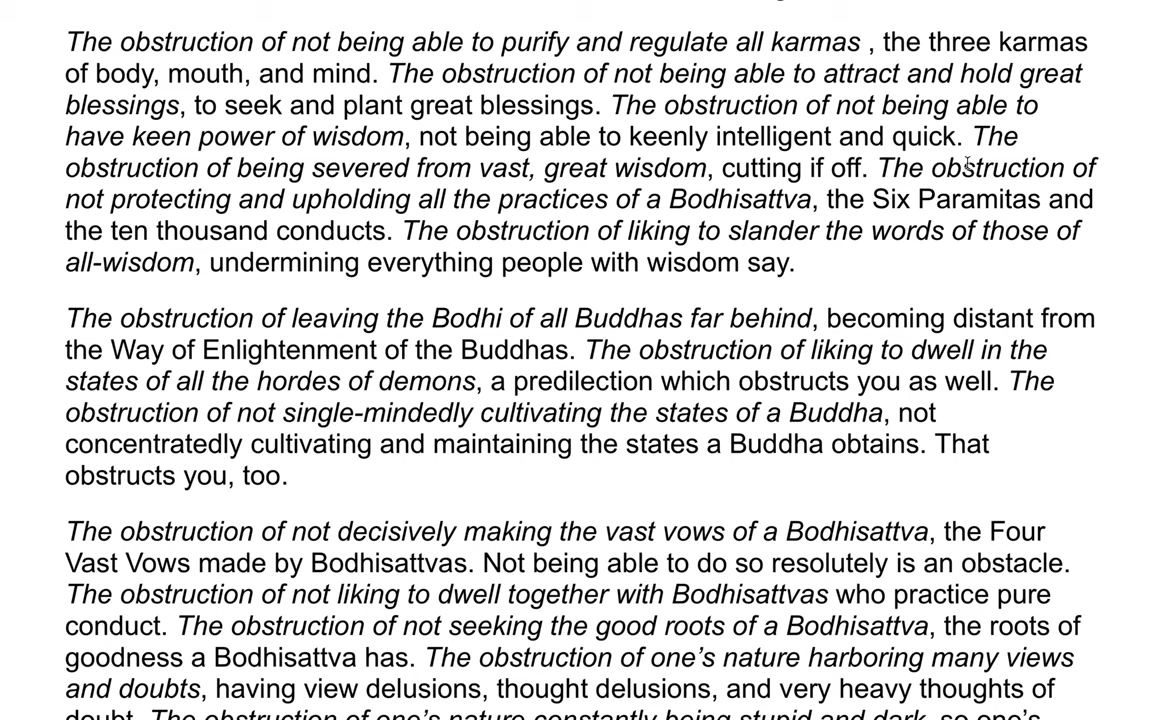 The obstruction of not being able to purify and regulate all karmas , the three karmas
of body, mouth, and mind. The obstruction of not being able to attract and hold great
blessings, to seek and plant great blessings. The obstruction of not being able to
have keen power of wisdom, not being able to keenly intelligent and quick. The
obstruction of being severed from vast, great wisdom, cutting if off. The obstruction of
not protecting and upholding all the practices of a Bodhisattva, the Six Paramitas and
the ten thousand conducts. The obstruction of liking to slander the words of those of
all-wisdom, undermining everything people with wisdom say.
The obstruction of leaving the Bodhi of all Buddhas far behind, becoming distant from
the Way of Enlightenment of the Buddhas. The obstruction of liking to dwell in the
states of all the hordes of demons, a predilection which obstructs you as well. The
obstruction of not single-mindedly cultivating the states of a Buddha, not
concentratedly cultivating and maintaining the states a Buddha obtains. That
obstructs you, too.
The obstruction of not decisively making the vast vows of a Bodhisattva, the Four
Vast Vows made by Bodhisattvas. Not being able to do so resolutely is an obstacle.
The obstruction of not liking to dwell together with Bodhisattvas who practice pure
conduct. The obstruction of not seeking the good roots of a Bodhisattva, the roots of
goodness a Bodhisattva has. The obstruction of one's nature harboring many views
and doubts, having view delusions, thought delusions, and very heavy thoughts of
doubt. The obstruction of one's nature constantly being stupid and dark, so one's